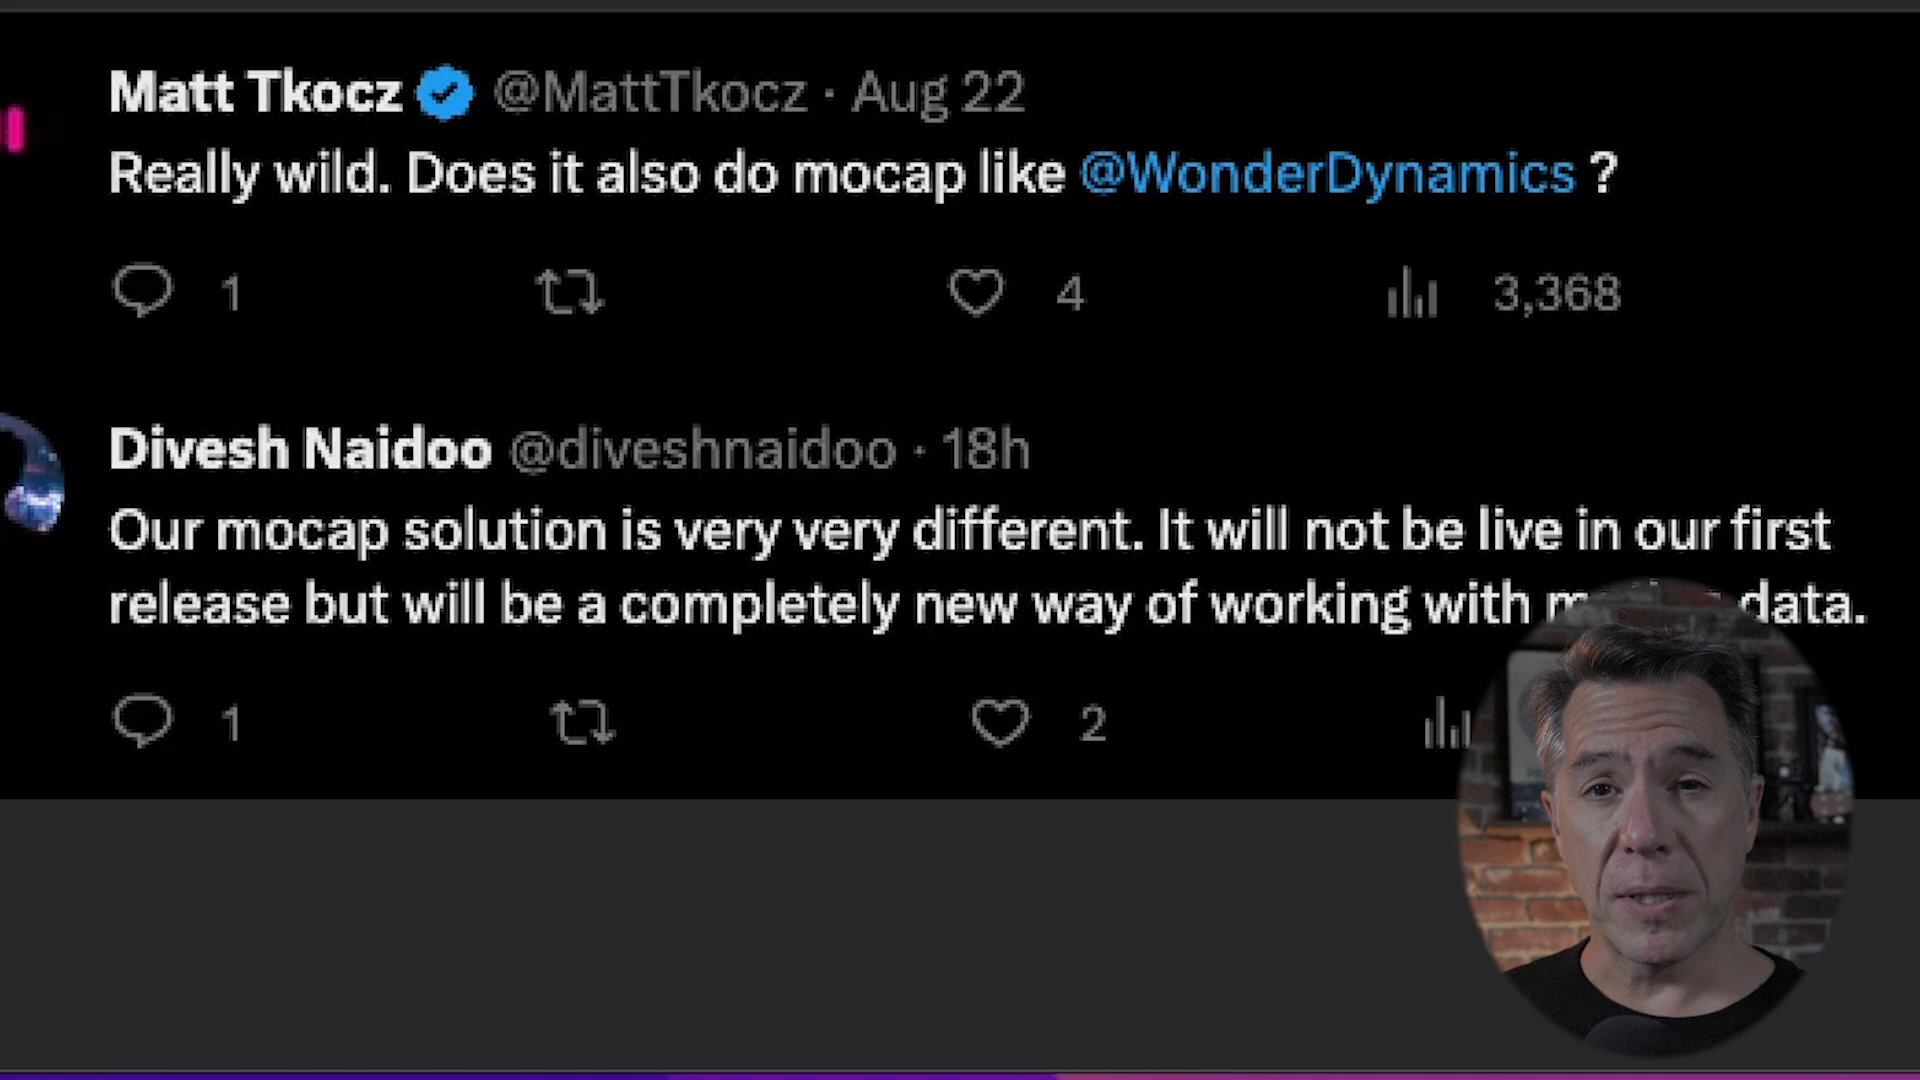 Matt Tkocz @MattTkocz · Aug 22
Really wild. Does it also do mocap like @WonderDynamics ?
1 4 3,368
Divesh Naidoo @diveshnaidoo · 18h
Our mocap solution is very very different. It will not be live in our first
release but will be a completely new way of working with data.
1 2